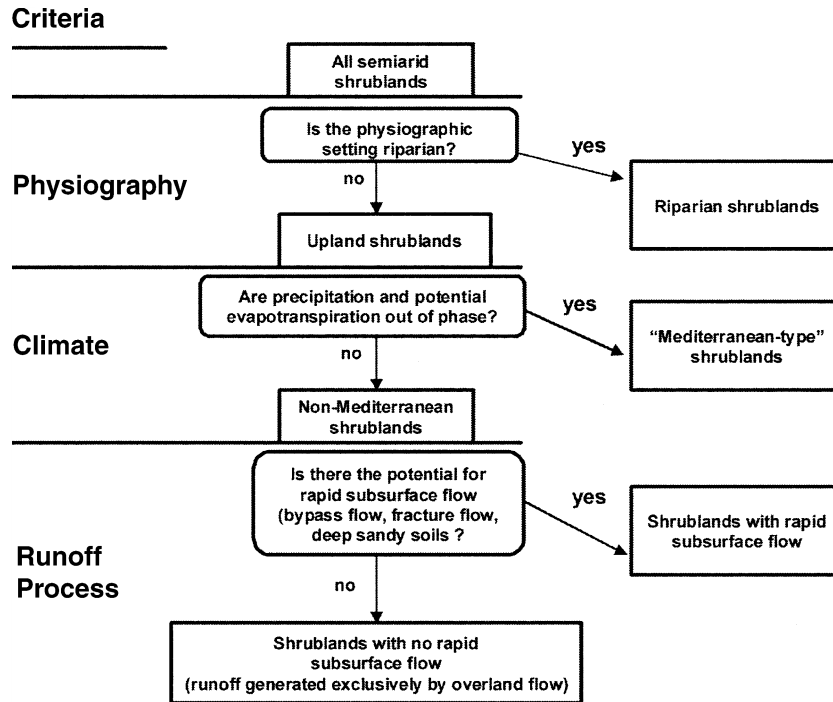 Criteria
All semiarid
shrublands
Is the physiographic
setting riparian?
yes
no
Physiography
Riparian shrublands
Upland shrublands
Are precipitation and potential
evapotranspiration out of phase?
yes
no
Climate
“Mediterranean-type”
shrublands
Non-Mediterranean
shrublands
Is there the potential for
rapid subsurface flow
(bypass flow, fracture flow,
deep sandy soils ?
yes
no
Shrublands with rapid
subsurface flow
Runoff
Process
Shrublands with no rapid
subsurface flow
(runoff generated exclusively by overland flow)